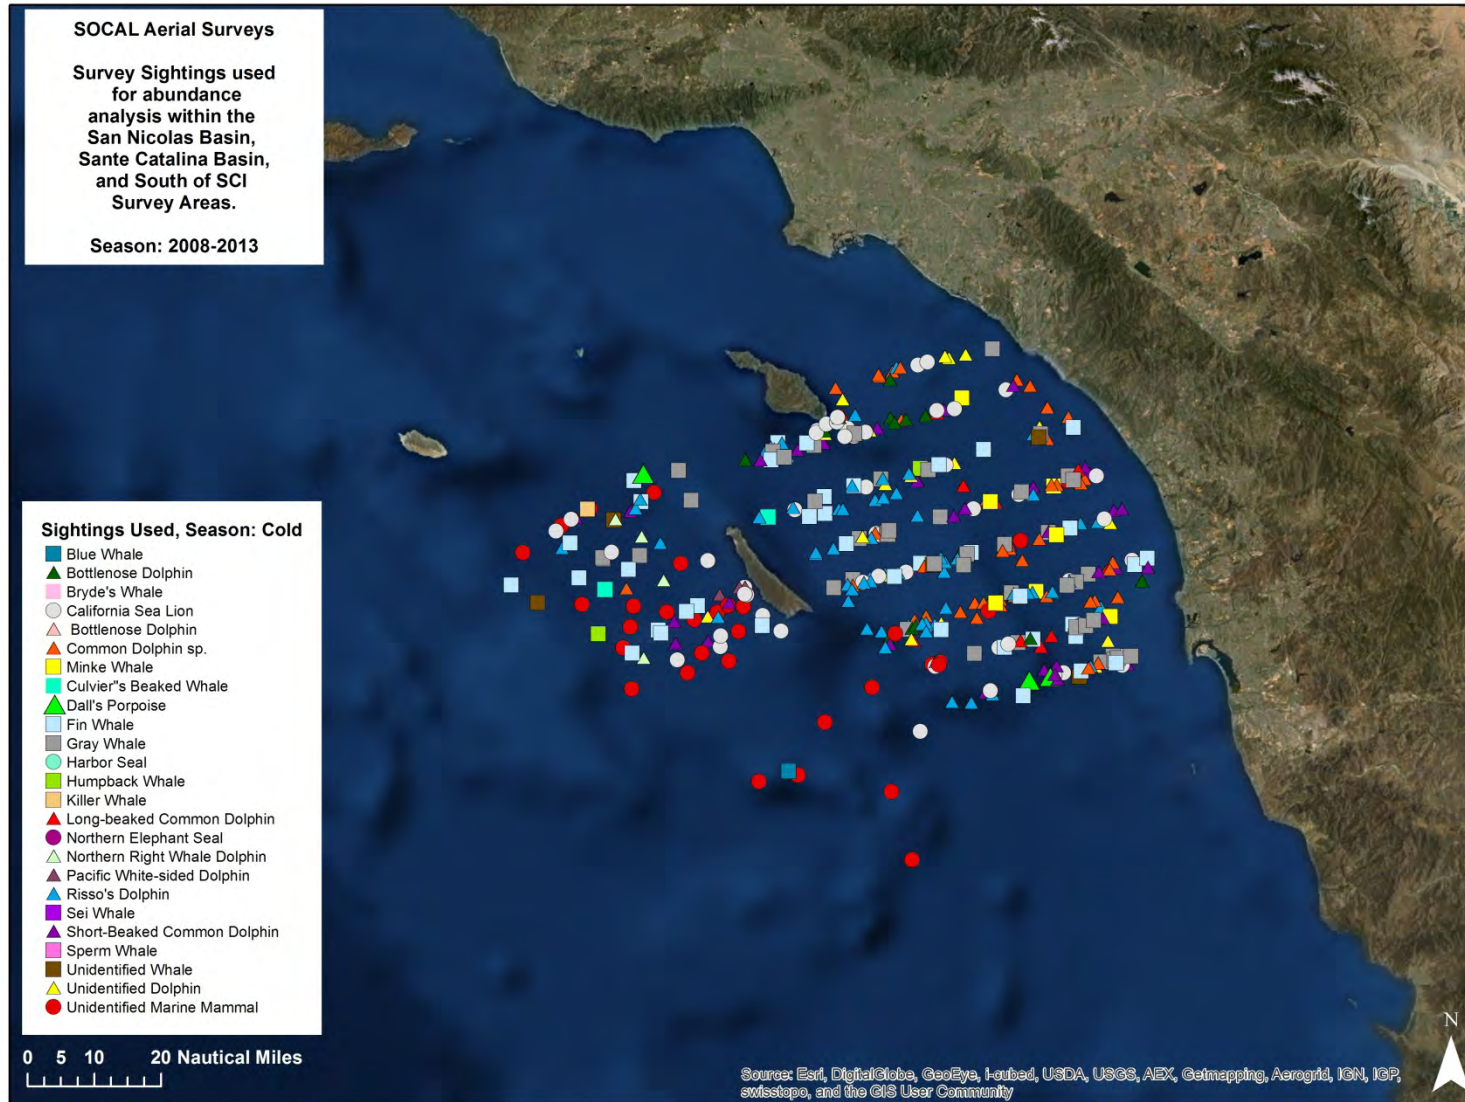 SOCAL Aerial Surveys
Survey Sightings used
for abundance
analysis within the
San Nicolas Basin,
Sante Catalina Basin,
and South of SCI
Survey Areas.
Season: 2008-2013
Sightings Used, Season: Cold
Blue Whale
Bottlenose Dolphin
Bryde's Whale
California Sea Lion
Bottlenose Dolphin
Common Dolphin sp.
Minke Whale
Culvier"s Beaked Whale
Dall's Porpoise
Fin Whale
Gray Whale
Harbor Seal
Humpback Whale
Killer Whale
Long-beaked Common Dolphin
Northern Elephant Seal
Northern Right Whale Dolphin
Pacific White-sided Dolphin
Risso's Dolphin
Sei Whale
Short-Beaked Common Dolphin
Sperm Whale
Unidentified Whale
Unidentified Dolphin
Unidentified Marine Mammal
0 5 10 20 Nautical Miles
N
Source: Esri, DigitalGlobe, GeoEye, i-cubed, USDA, USGS, AEX, Getmapping, Aerogrid, IGN, IGP,
swisstopo, and the GIS User Community